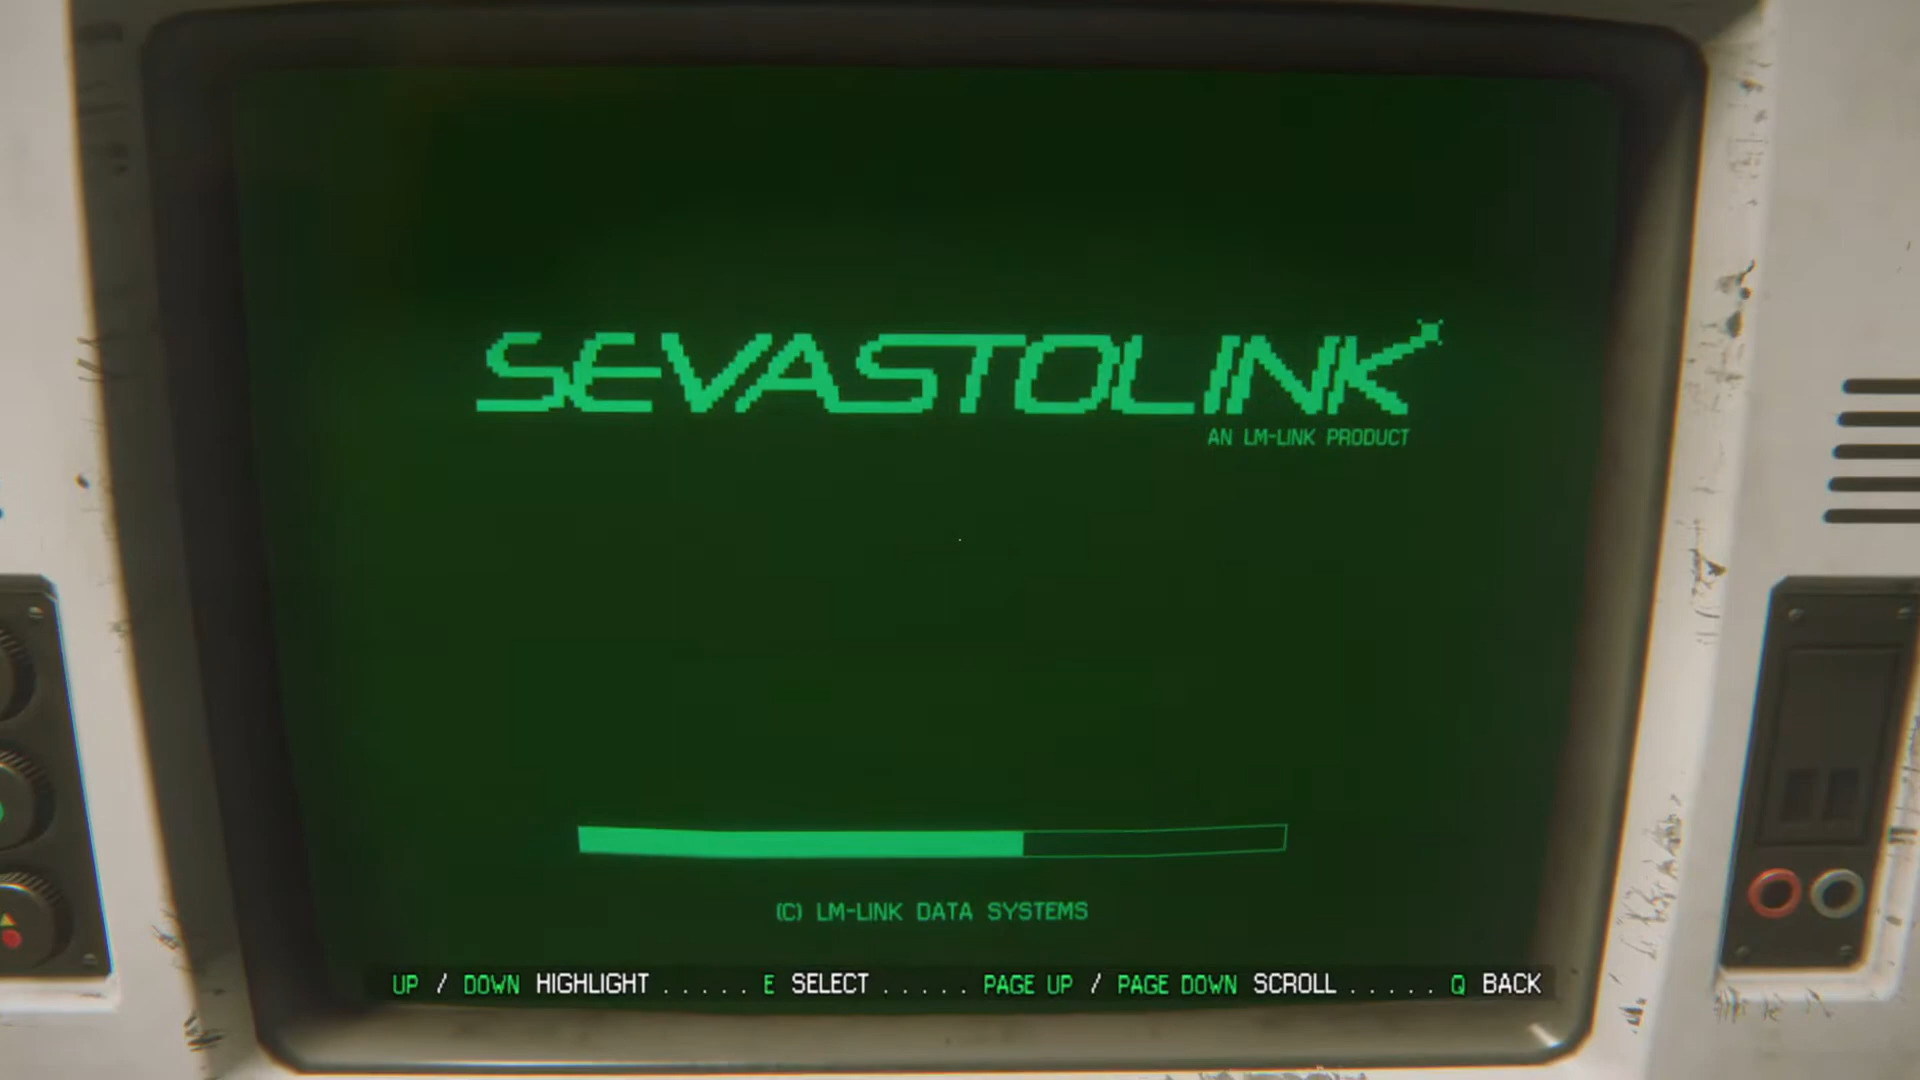 SEVASTOLINK
AN LM-LINK PRODUCT
(C) LM-LINK DATA SYSTEMS
UP / DOWN HIGHLIGHT ..... E SELECT ..... PAGE UP / PAGE DOWN SCROLL ..... Q BACK